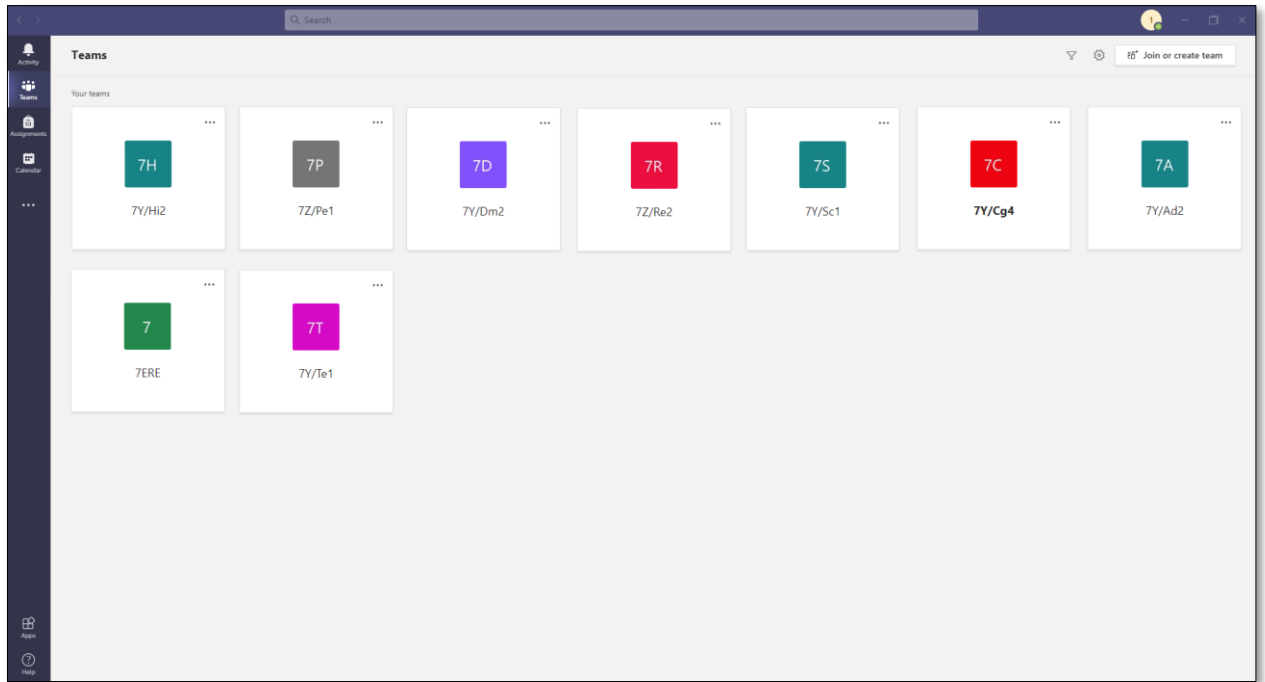 Search
1
Activity
Teams
Join or create team
Teams
Your teams
Assignments
Calendar
7H
7P
7D
7R
7S
7C
7A
7Y/Hi2
7Z/Pe1
7Y/Dm2
7Z/Re2
7Y/Sc1
7Y/Cg4
7Y/Ad2
7
7T
7ERE
7Y/Te1
Apps
Help